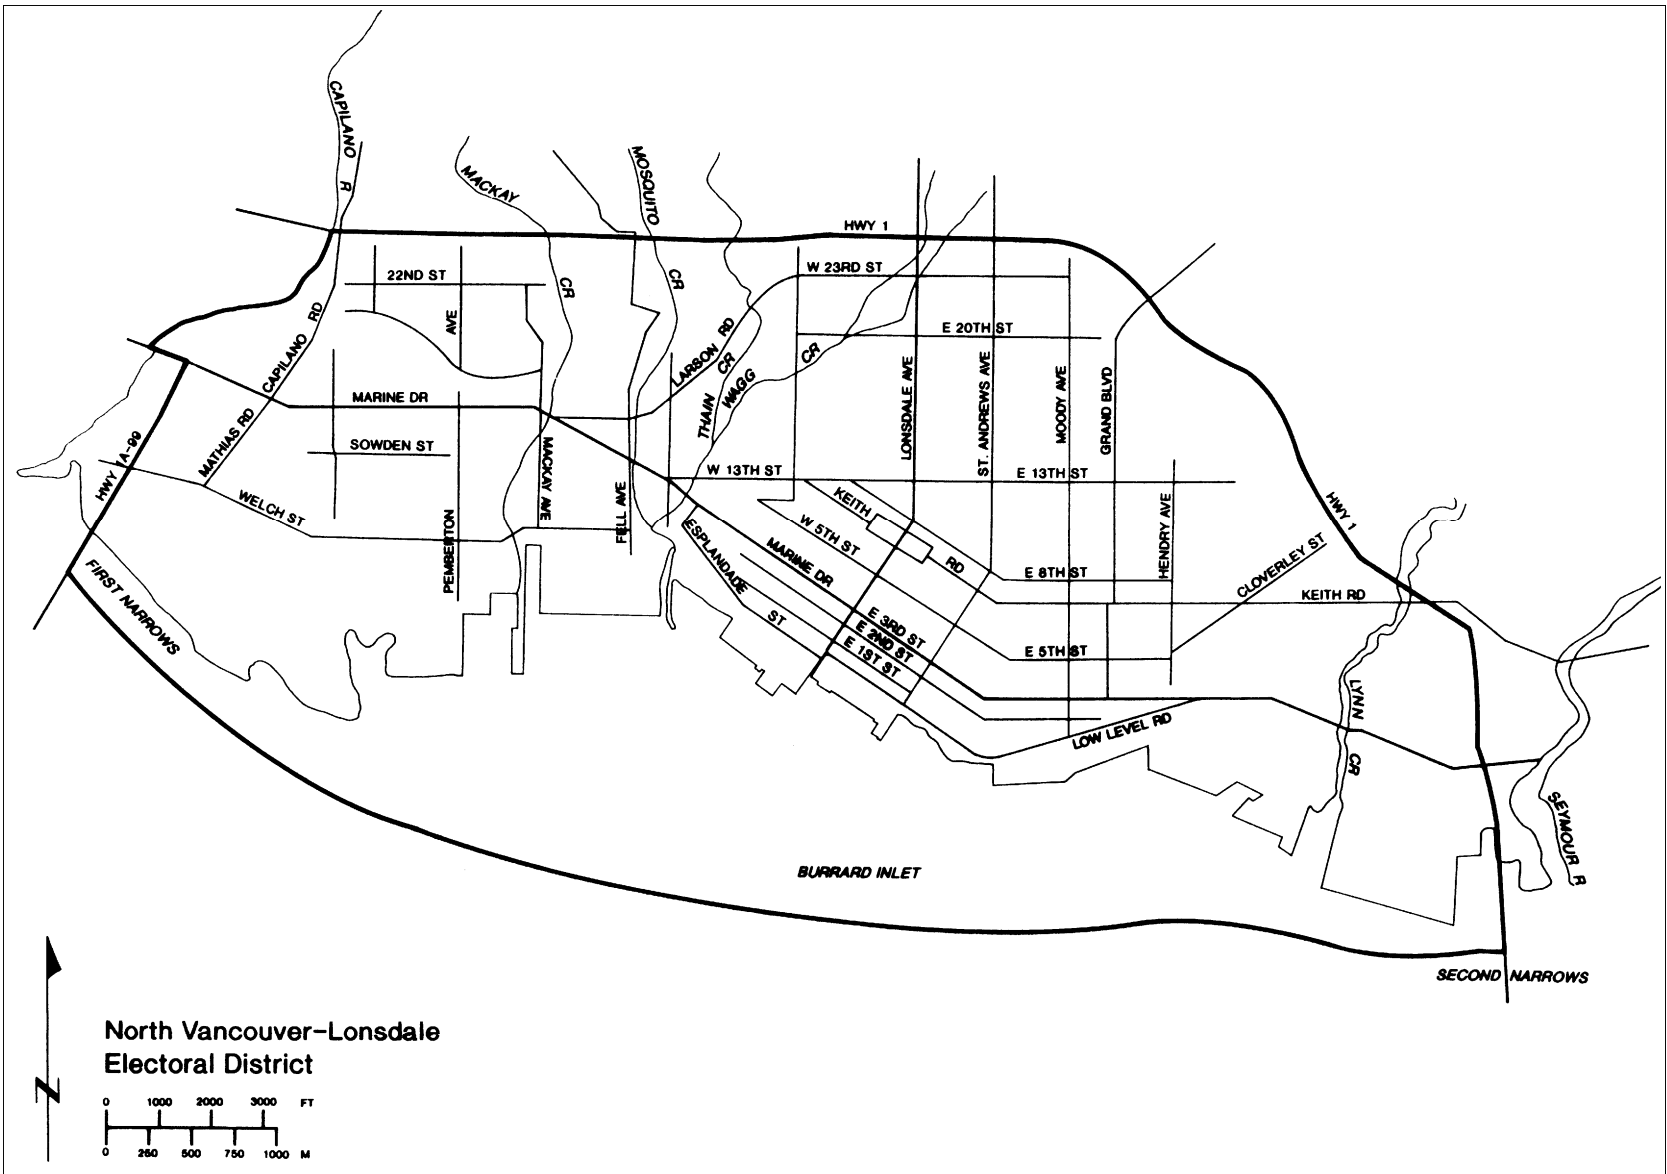 CAPILANO R
MACKAY
CR
MOSQUITO
CR
HWY 1
22ND ST
W 23RD ST
E 20TH ST
CAPILANO RD
AVE
LARSON RD
THAIN
CR
WAGG
CR
LONSDALE AVE
ST. ANDREWS AVE
MOODY AVE
GRAND BLVD
MARINE DR
MATHIAS RD
SOWDEN ST
HWY 1A-99
WELCH ST
PEMBERTON
MACKAY AVE
FELL AVE
W 13TH ST
E 13TH ST
KEITH
RD
W 5TH ST
HENDRY AVE
HWY 1
ESPLANDADE
ST
MARINE DR
E 8TH ST
CLOVERLEY ST
KEITH RD
FIRST NARROWS
E 3RD ST
E 2ND ST
E 1ST ST
E 5TH ST
LYNN
CR
LOW LEVEL RD
SEYMOUR R
BURRARD INLET
SECOND NARROWS
N
North Vancouver-Lonsdale
Electoral District
0 1000 2000 3000 FT
0 250 500 750 1000 M